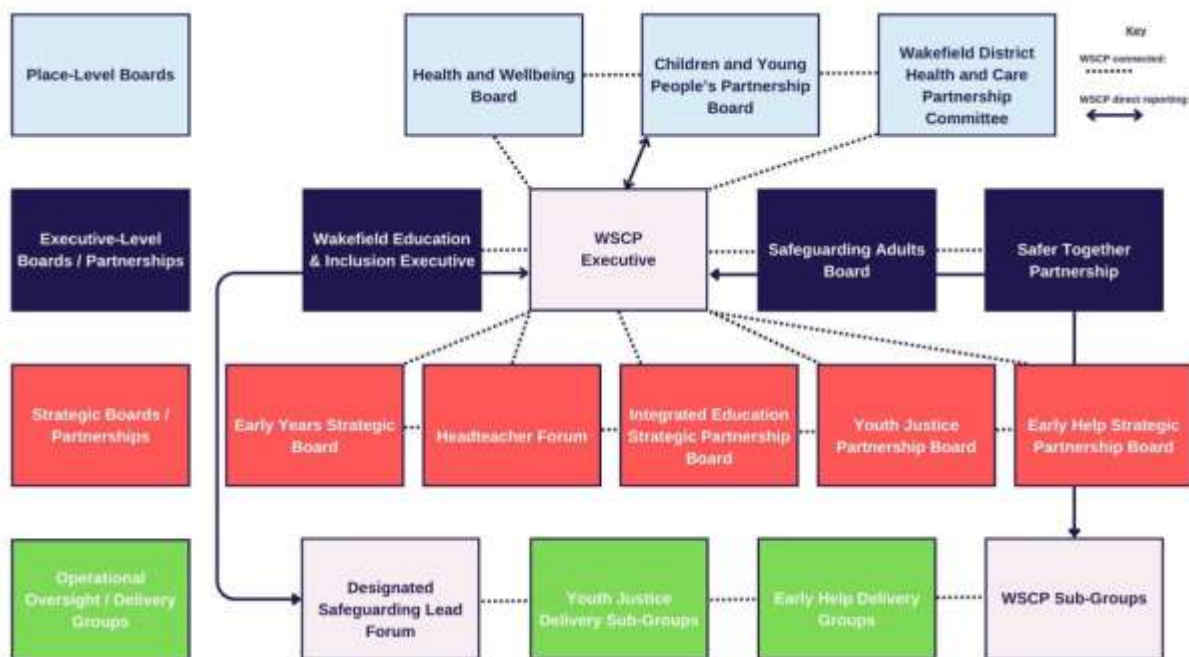 Place-Level Boards
Health and Wellbeing
Board
Children and Young
People's Partnership
Board
Wakefield District
Health and Care
Partnership
Committee
Key
WSCP connected:
WSCP direct reporting
Executive-Level
Boards / Partnerships
Wakefield Education
& Inclusion Executive
WSCP
Executive
Safeguarding Adults
Board
Safer Together
Partnership
Strategic Boards /
Partnerships
Early Years Strategic
Board
Headteacher Forum
Integrated Education
Strategic Partnership
Board
Youth Justice
Partnership Board
Early Help Strategic
Partnership Board
Operational
Oversight / Delivery
Groups
Designated
Safeguarding Lead
Forum
Youth Justice
Delivery Sub-Groups
Early Help Delivery
Groups
WSCP Sub-Groups